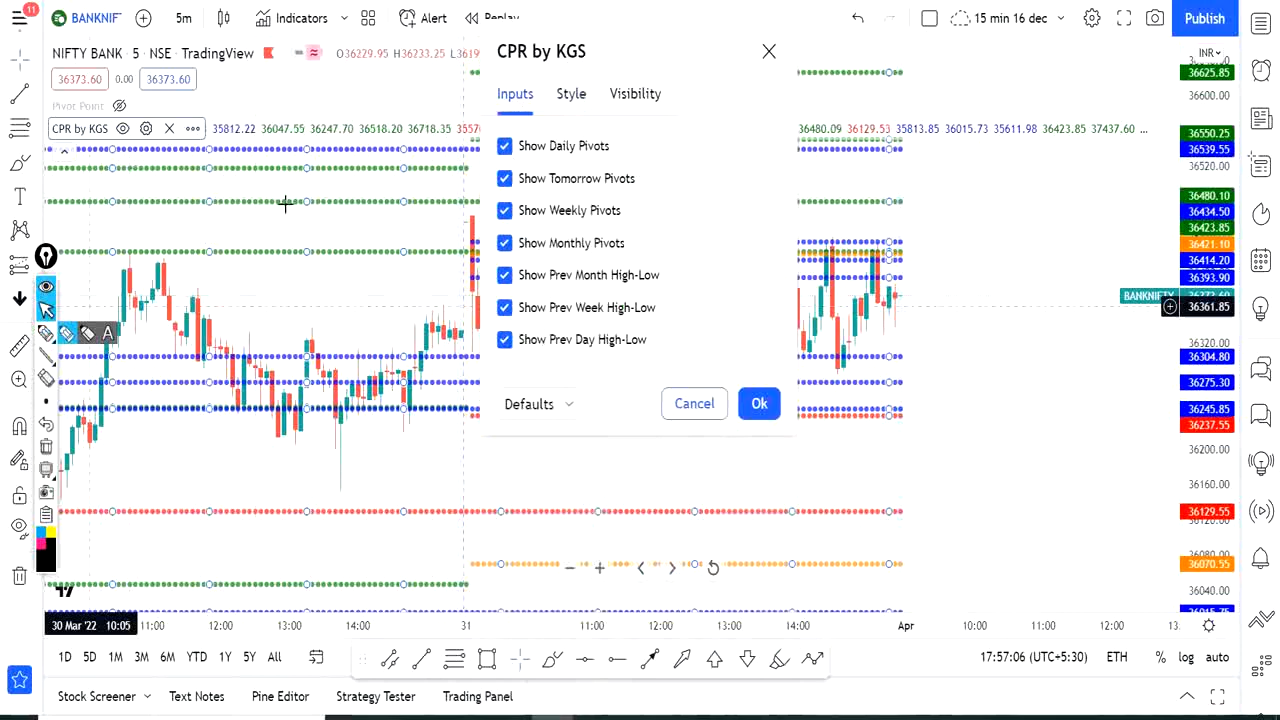 11
BANKNIF
5m
Indicators
Alert
Replay
15 min 16 dec
Publish
NIFTY BANK · 5 · NSE · TradingView
O36229.95 H36233.25
INR
36373.60
0.00
36373.60
Pivot Point
CPR by KGS
35812.22 36047.55 36247.70 36518.20 36718.35
36480.09 36129.53 35813.85 36015.73 35611.98 36423.85 37437.60 ...
CPR by KGS
Inputs
Style
Visibility
Show Daily Pivots
Show Tomorrow Pivots
Show Weekly Pivots
Show Monthly Pivots
Show Prev Month High-Low
Show Prev Week High-Low
Show Prev Day High-Low
Defaults
Cancel
Ok
A
36625.85
36600.00
36550.25
36539.55
36520.00
36480.10
36434.50
36423.85
36421.10
36414.20
36393.90
BANKNIFTY
36361.85
36320.00
36304.80
36275.30
36245.85
36237.55
36200.00
36160.00
36129.55
36070.55
36040.00
30 Mar '22 10:05
11:00
12:00
13:00
14:00
31
11:00
12:00
13:00
14:00
Apr
10:00
11:00
12:00
13:
1D
5D
1M
3M
6M
YTD
1Y
5Y
All
17:57:06 (UTC+5:30)
ETH
%
log
auto
Stock Screener
Text Notes
Pine Editor
Strategy Tester
Trading Panel